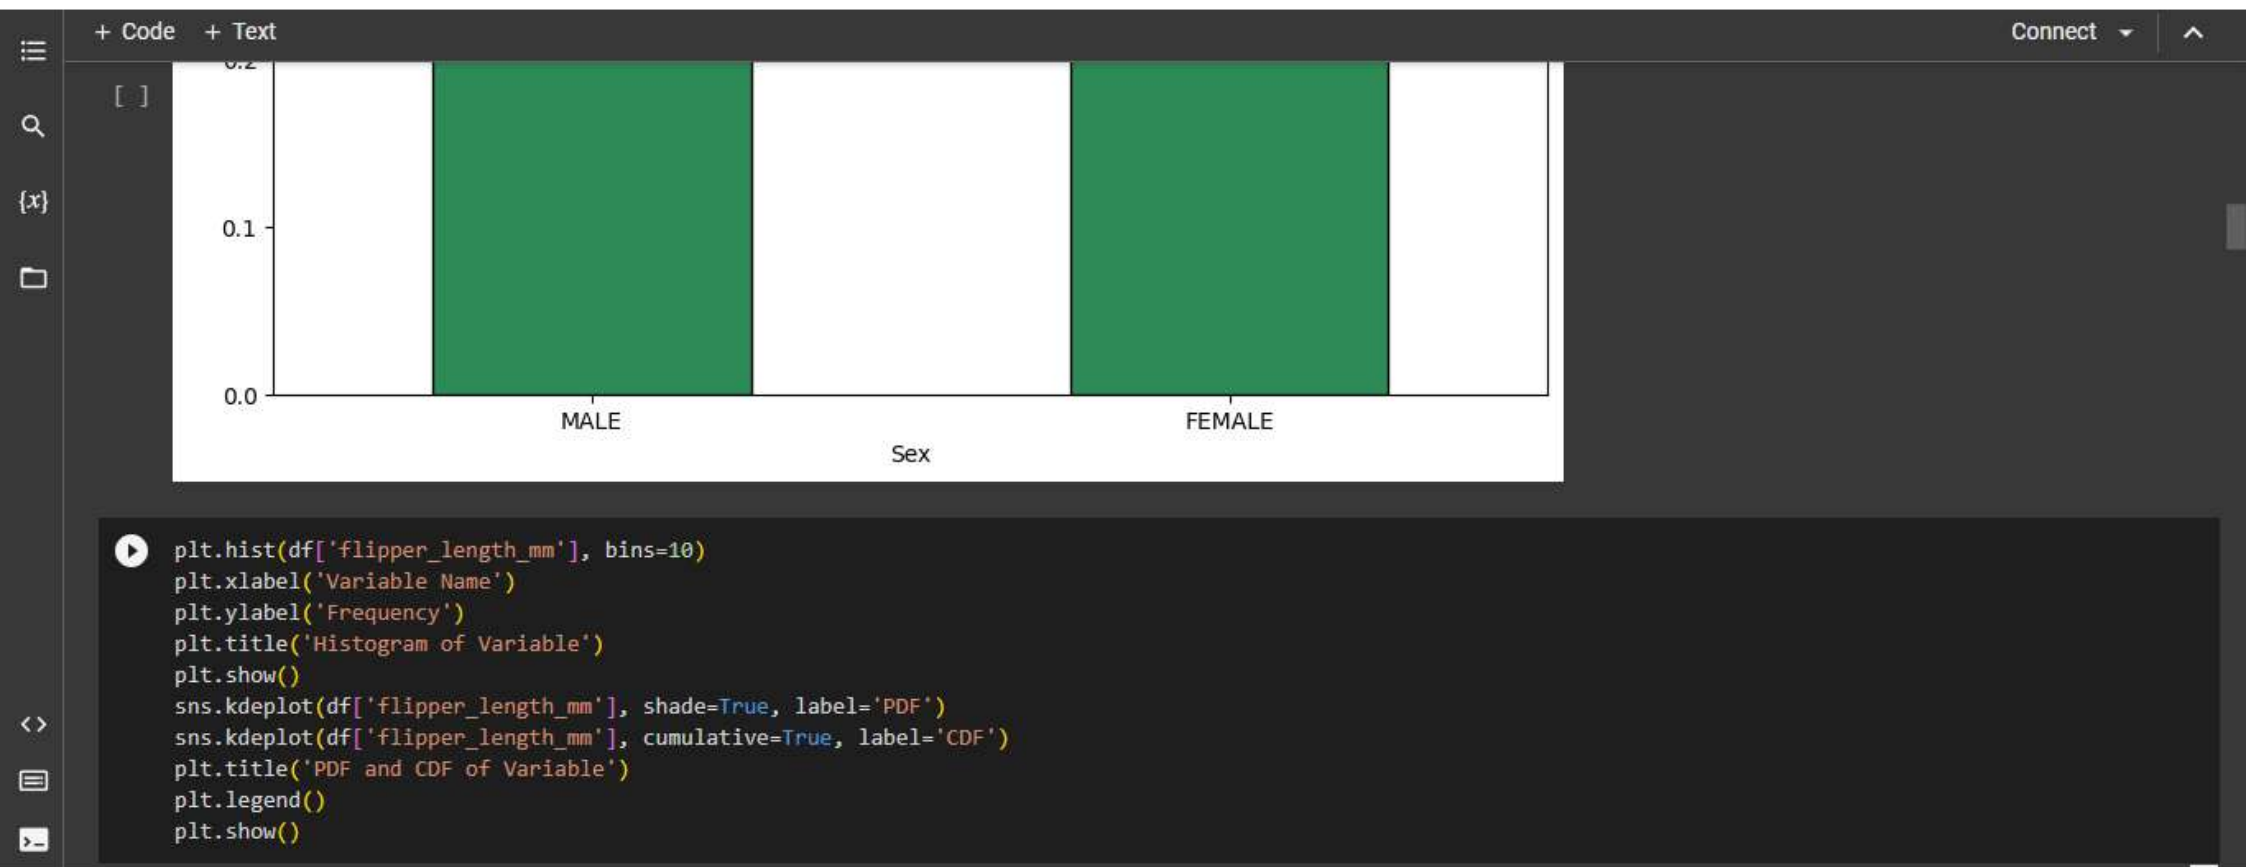 + Code + Text Connect
0.2
[ ]
{x}
0.1
0.0
MALE FEMALE
Sex
plt.hist(df['flipper_length_mm'], bins=10)
plt.xlabel('Variable Name')
plt.ylabel('Frequency')
plt.title('Histogram of Variable')
plt.show()
sns.kdeplot(df['flipper_length_mm'], shade=True, label='PDF')
sns.kdeplot(df['flipper_length_mm'], cumulative=True, label='CDF')
plt.title('PDF and CDF of Variable')
plt.legend()
plt.show()